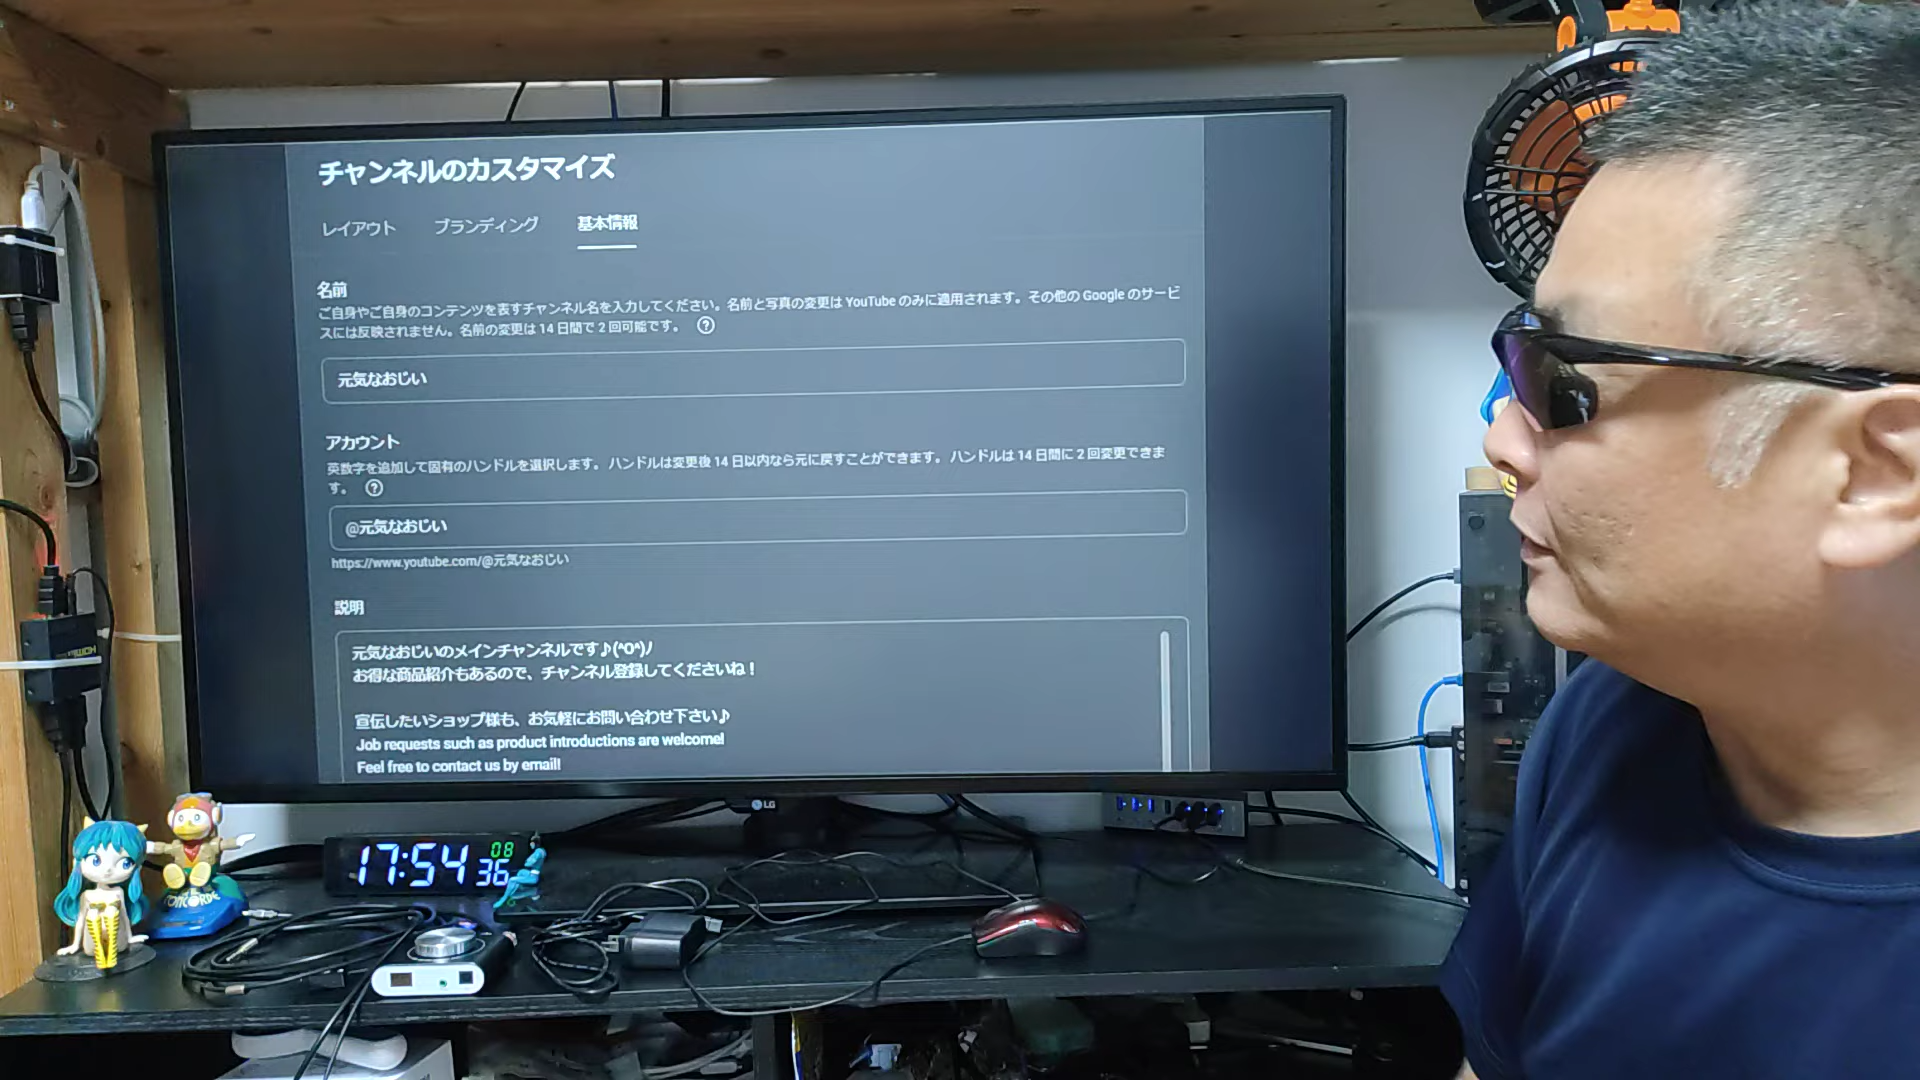 チャンネルのカスタマイズ
レイアウト ブランディング 基本情報
名前
ご自身やご自身のコンテンツを表すチャンネル名を入力してください。名前と写真の変更は YouTube のみに適用されます。その他の Google のサービ
スには反映されません。名前の変更は 14 日間で 2 回可能です。 ?
元気なおじい
アカウント
英数字を追加して固有のハンドルを選択します。ハンドルは変更後 14 日以内なら元に戻すことができます。ハンドルは 14 日間に 2 回変更できま
す。 ?
@元気なおじい
https://www.youtube.com/@元気なおじい
説明
元気なおじいのメインチャンネルです♪(^O^)ﾉ
お得な商品紹介もあるので、チャンネル登録してくださいね！
宣伝したいショップ様も、お気軽にお問い合わせ下さい♪
Job requests such as product introductions are welcome!
Feel free to contact us by email!
LG
17:54 36 08
CONCORDE